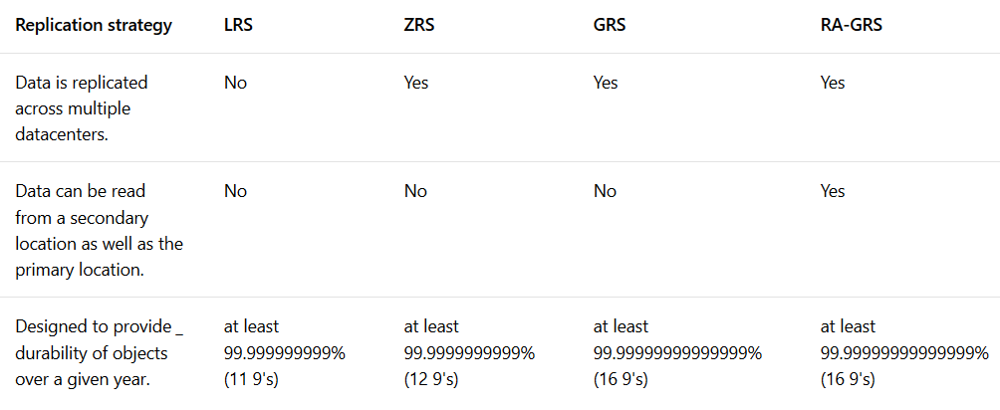 Replication strategy LRS ZRS GRS RA-GRS
Data is replicated No Yes Yes Yes
across multiple
datacenters.
Data can be read No No No Yes
from a secondary
location as well as the
primary location.
Designed to provide _ at least at least at least at least
durability of objects 99.999999999% 99.9999999999% 99.99999999999999% 99.99999999999999%
over a given year. (11 9's) (12 9's) (16 9's) (16 9's)